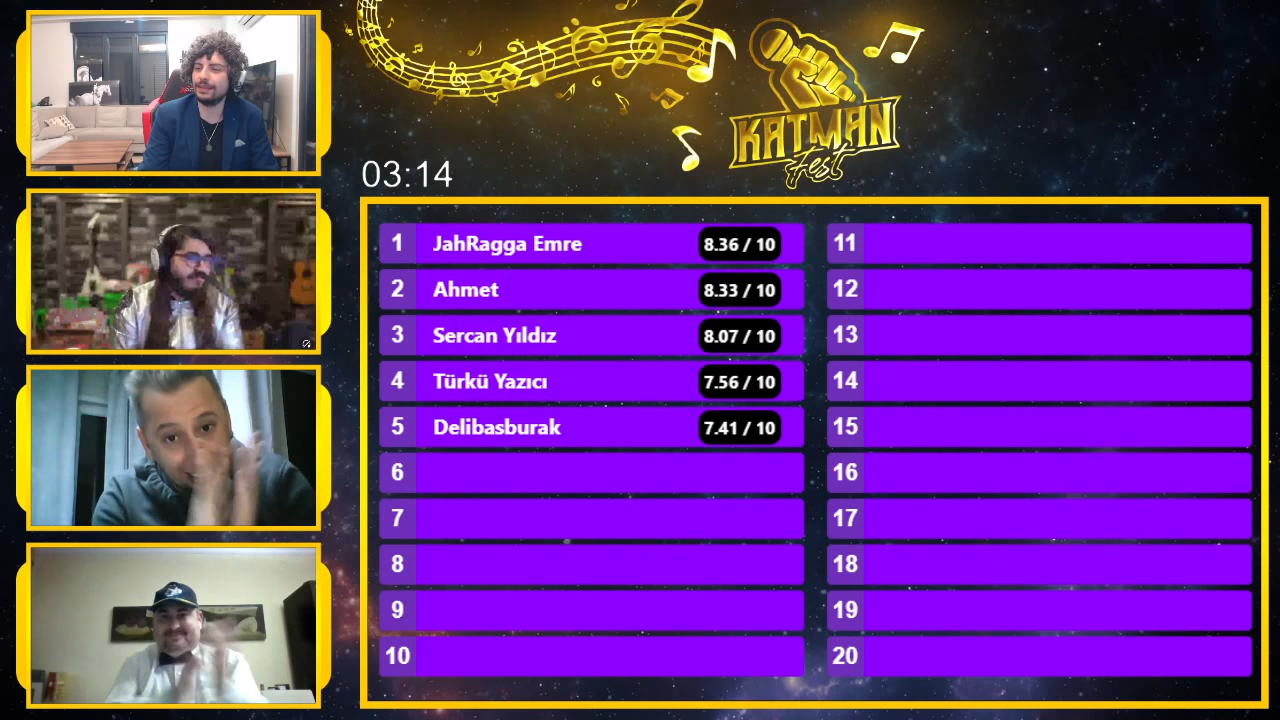 KATMAN
Fest
03:14
1 JahRagga Emre 8.36 / 10
2 Ahmet 8.33 / 10
3 Sercan Yıldız 8.07 / 10
4 Türkü Yazıcı 7.56 / 10
5 Delibasburak 7.41 / 10
6
7
8
9
10
11
12
13
14
15
16
17
18
19
20